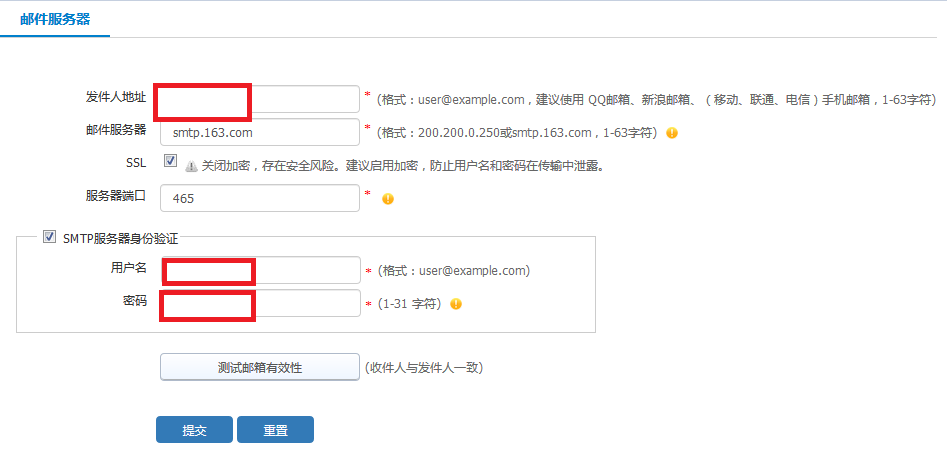 邮件服务器
发件人地址 * (格式：user@example.com，建议使用 QQ邮箱、新浪邮箱、（移动、联通、电信）手机邮箱，1-63字符)
邮件服务器 smtp.163.com * (格式：200.200.0.250或smtp.163.com，1-63字符)
SSL 关闭加密，存在安全风险。建议启用加密，防止用户名和密码在传输中泄露。
服务器端口 465 *
SMTP服务器身份验证
用户名 * (格式：user@example.com)
密码 * (1-31 字符)
测试邮箱有效性 (收件人与发件人一致)
提交 重置